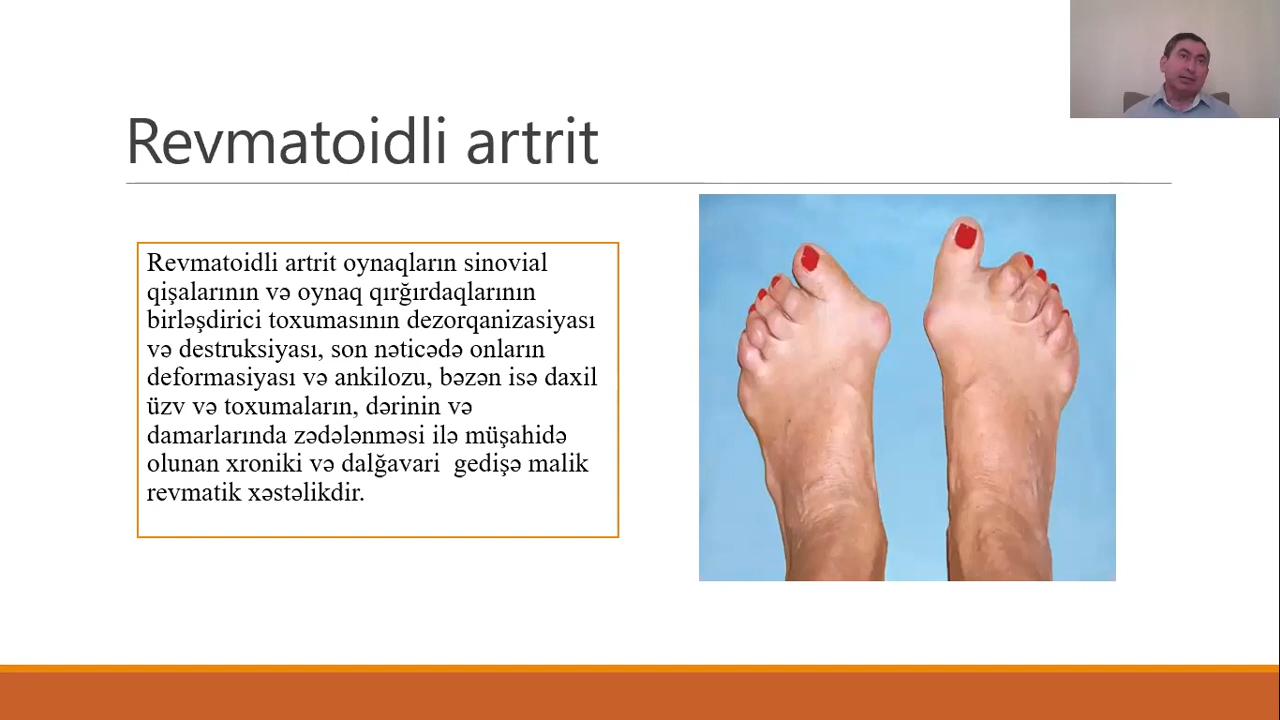 Revmatoidli artrit
Revmatoidli artrit oynaqların sinovial
qişalarının və oynaq qırğırdaqlarının
birləşdirici toxumasının dezorqanizasiyası
və destruksiyası, son nəticədə onların
deformasiyası və ankilozu, bəzən isə daxil
üzv və toxumaların, dərinin və
damarlarında zədələnməsi ilə müşahidə
olunan xroniki və dalğavari  gedişə malik
revmatik xəstəlikdir.